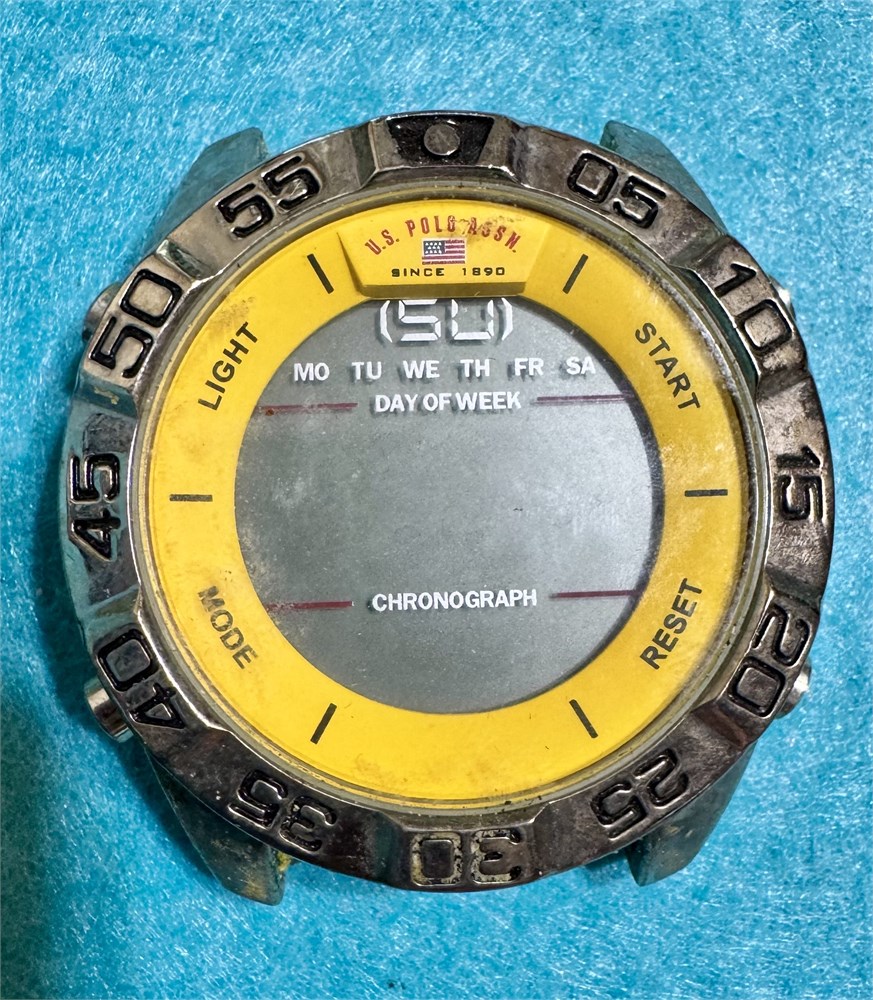 U.S. POLO ASSN.
SINCE 1890
(SU)
MO TU WE TH FR SA
DAY OF WEEK
CHRONOGRAPH
LIGHT
START
MODE
RESET
05
10
15
20
25
30
35
40
45
50
55